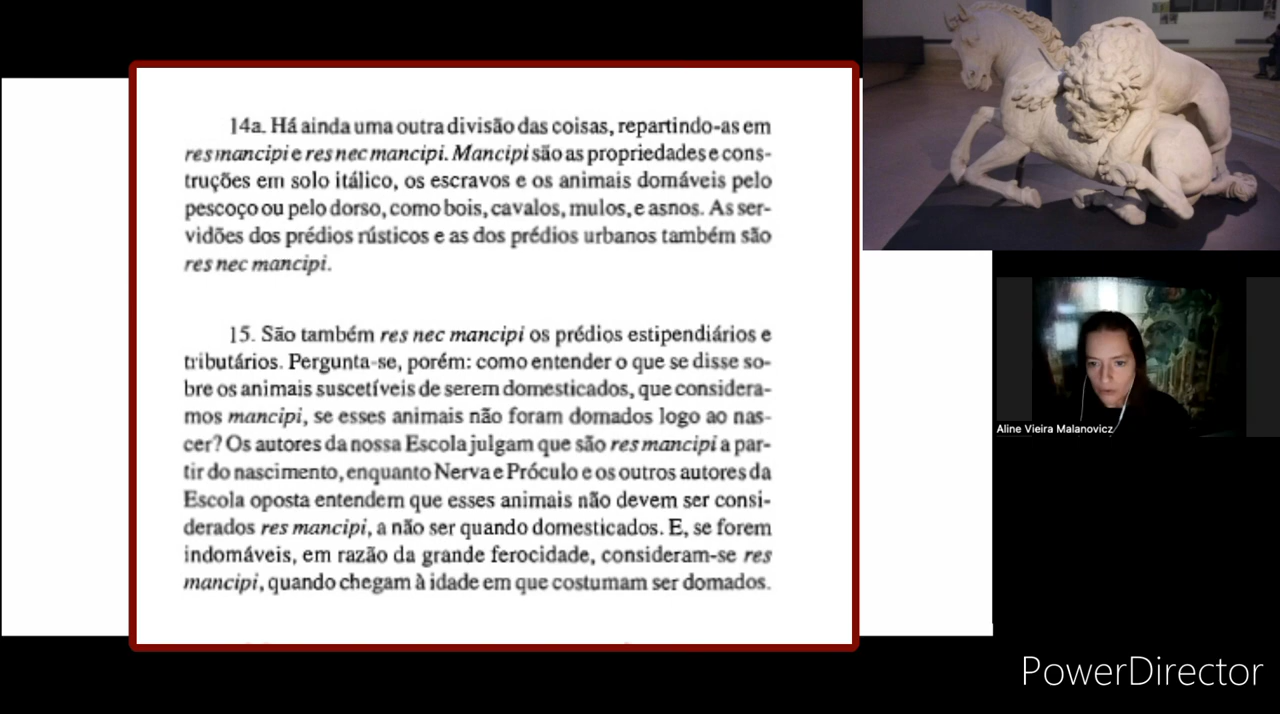 14a. Há ainda uma outra divisão das coisas, repartindo-as em
res mancipi e res nec mancipi. Mancipi são as propriedades e cons-
truções em solo itálico, os escravos e os animais domáveis pelo
pescoço ou pelo dorso, como bois, cavalos, mulos, e asnos. As ser-
vidões dos prédios rústicos e as dos prédios urbanos também são
res nec mancipi.
15. São também res nec mancipi os prédios estipendiários e
tributários. Pergunta-se, porém: como entender o que se disse so-
bre os animais suscetíveis de serem domesticados, que considera-
mos mancipi, se esses animais não foram domados logo ao nas-
cer? Os autores da nossa Escola julgam que são res mancipi a par-
tir do nascimento, enquanto Nerva e Próculo e os outros autores da
Escola oposta entendem que esses animais não devem ser consi-
derados res mancipi, a não ser quando domesticados. E, se forem
indomáveis, em razão da grande ferocidade, consideram-se res
mancipi, quando chegam à idade em que costumam ser domados.
Aline Vieira Malanovicz
PowerDirector